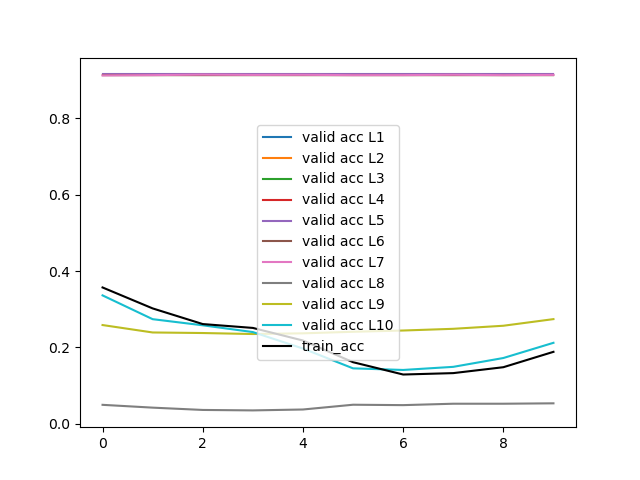 0.8
0.6
0.4
0.2
0.0
valid acc L1
valid acc L2
valid acc L3
valid acc L4
valid acc L5
valid acc L6
valid acc L7
valid acc L8
valid acc L9
valid acc L10
train_acc
0 2 4 6 8